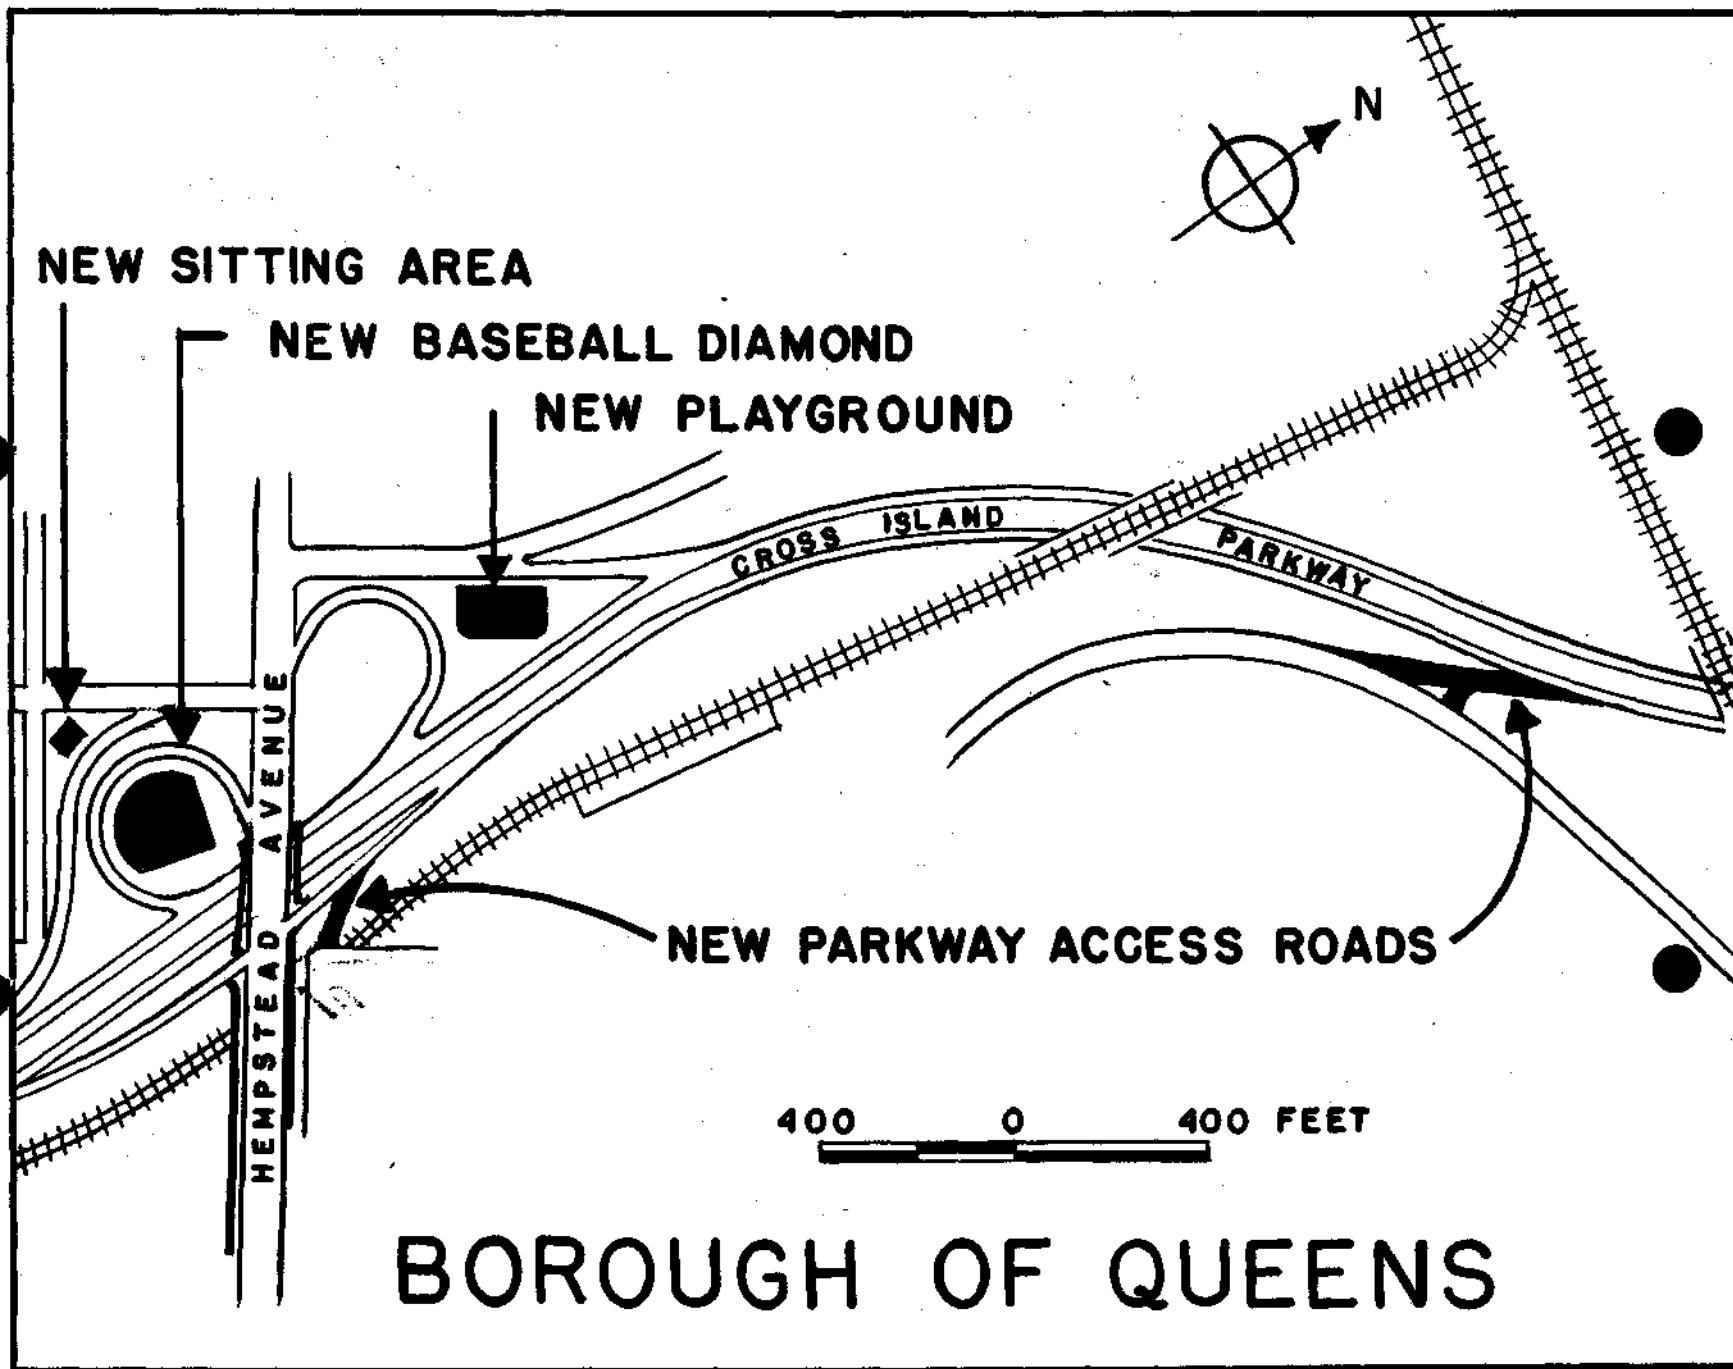 N
NEW SITTING AREA
NEW BASEBALL DIAMOND
NEW PLAYGROUND
CROSS ISLAND PARKWAY
HEMPSTEAD AVENUE
NEW PARKWAY ACCESS ROADS
400 0 400 FEET
BOROUGH OF QUEENS